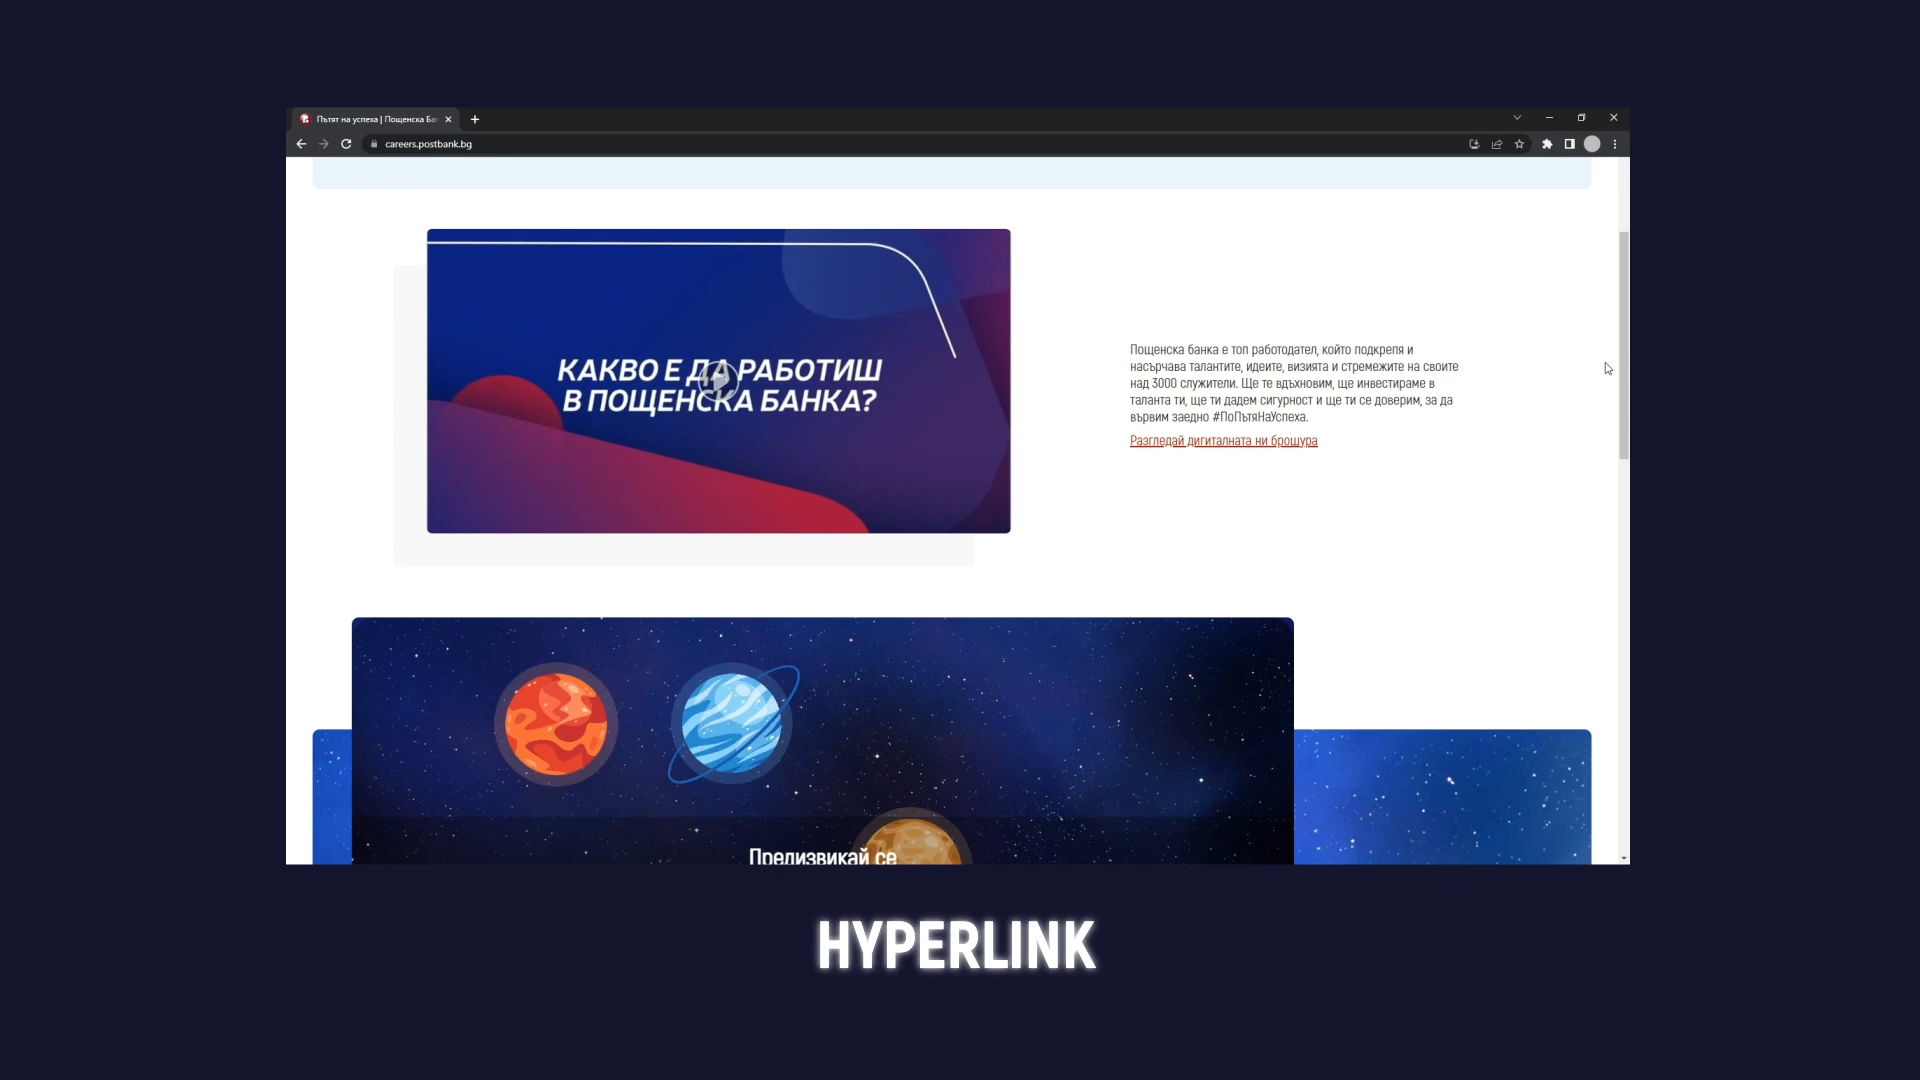 Пътят на успеха | Пощенска Ба
careers.postbank.bg
КАКВО Е ДА РАБОТИШ
В ПОЩЕНСКА БАНКА?
Пощенска банка е топ работодател, който подкрепя и
насърчава талантите, идеите, визията и стремежите на своите
над 3000 служители. Ще те вдъхновим, ще инвестираме в
таланта ти, ще ти дадем сигурност и ще ти се доверим, за да
вървим заедно #ПоПътяНаУспеха.
Разгледай дигиталната ни брошура
Предизвикай се
HYPERLINK